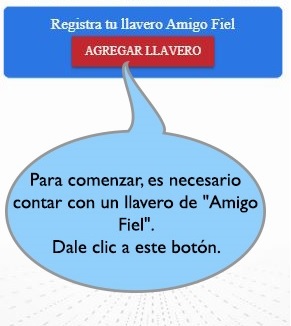 Registra tu llavero Amigo Fiel
AGREGAR LLAVERO
Para comenzar, es necesario
contar con un llavero de "Amigo
Fiel".
Dale clic a este botón.